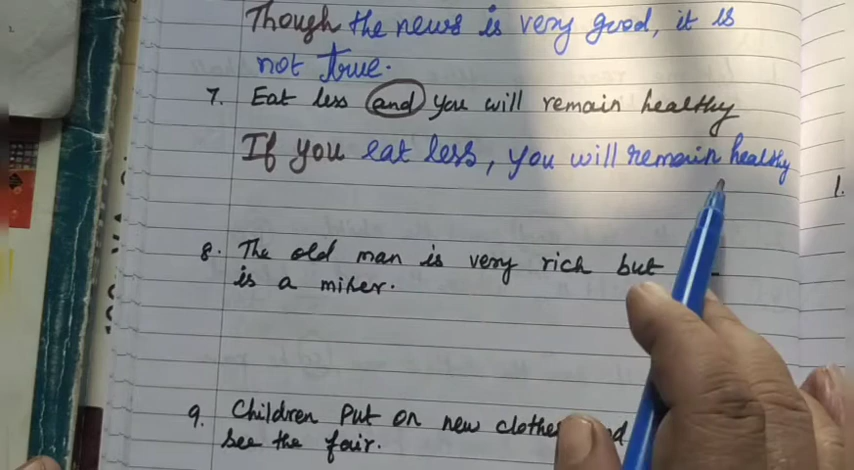 Though the news is very good, it is
not true.
7. Eat less and you will remain healthy
If you eat less, you will remain healthy
1.
8. The old man is very rich but
is a miser.
9. Children put on new clothes
see the fair.